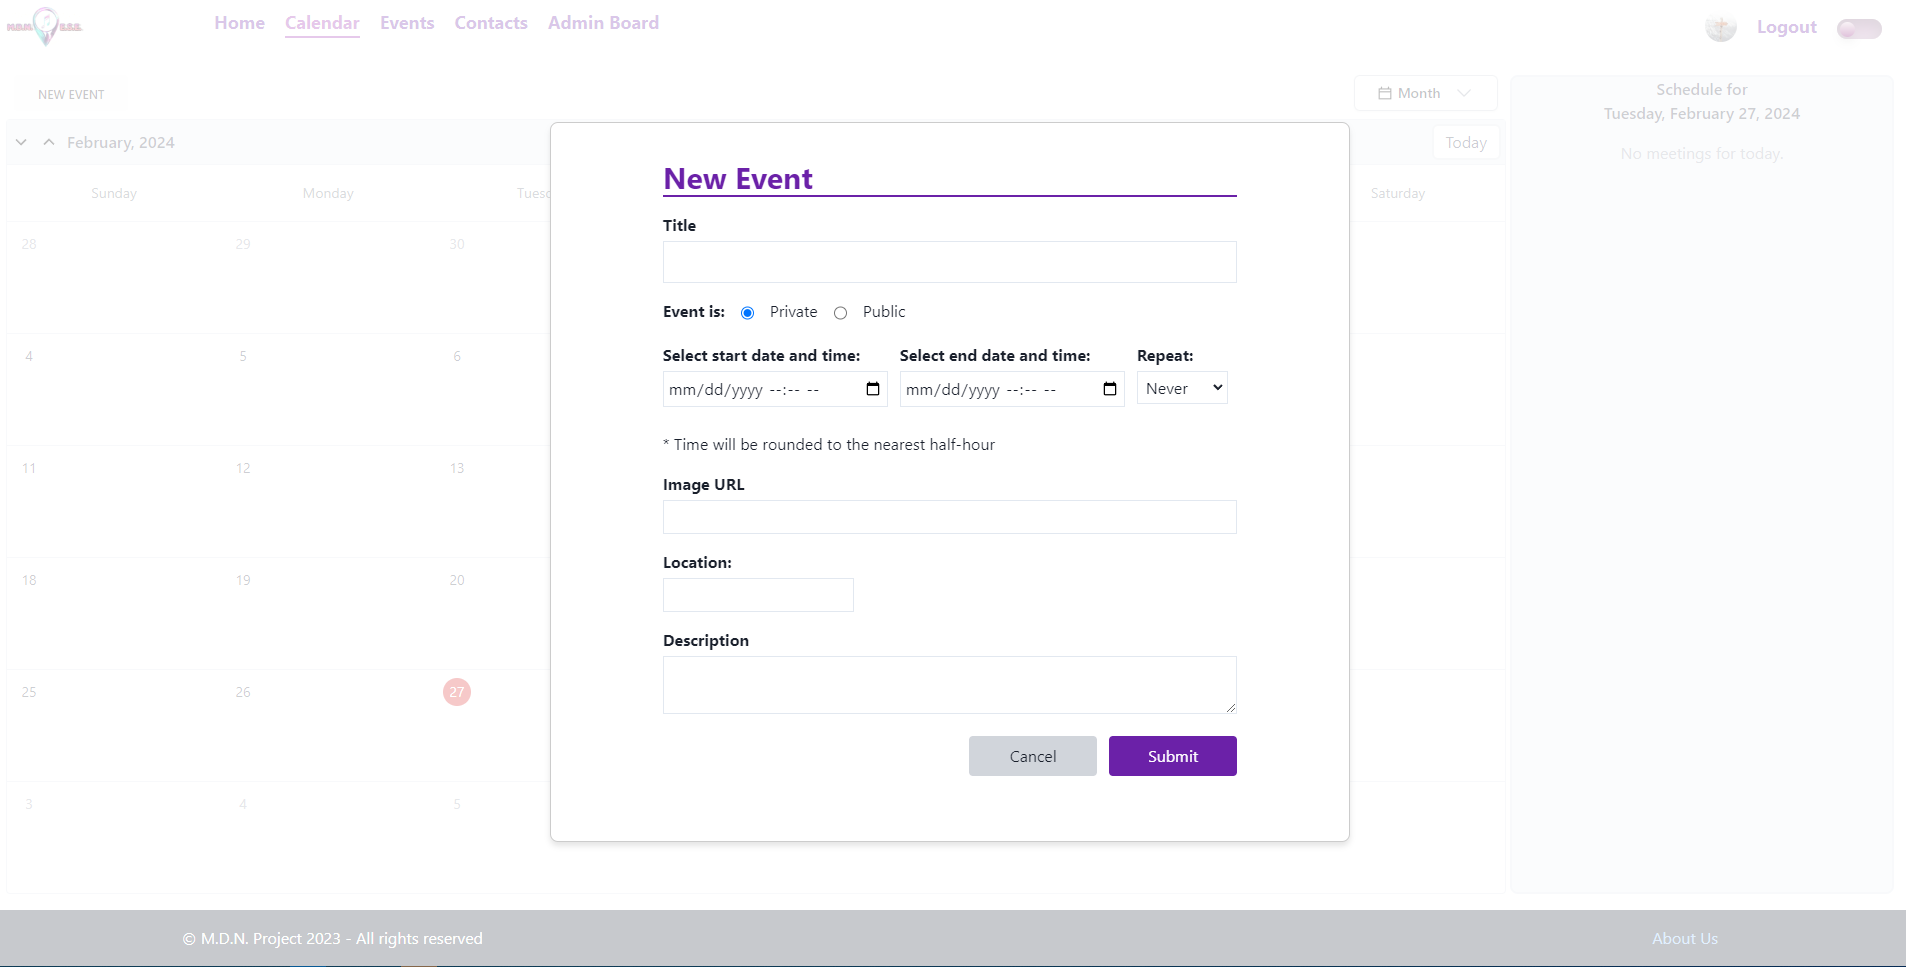 M.D.N. B.S.S.
Home Calendar Events Contacts Admin Board
Logout
NEW EVENT
Month
February, 2024
Today
Schedule for
Tuesday, February 27, 2024
No meetings for today.
Sunday Monday Tuesd Saturday
28 29 30
4 5 6
11 12 13
18 19 20
25 26 27
3 4 5
New Event
Title
Event is: Private Public
Select start date and time: Select end date and time: Repeat:
mm/dd/yyyy --:-- -- mm/dd/yyyy --:-- -- Never
* Time will be rounded to the nearest half-hour
Image URL
Location:
Description
Cancel Submit
© M.D.N. Project 2023 - All rights reserved
About Us